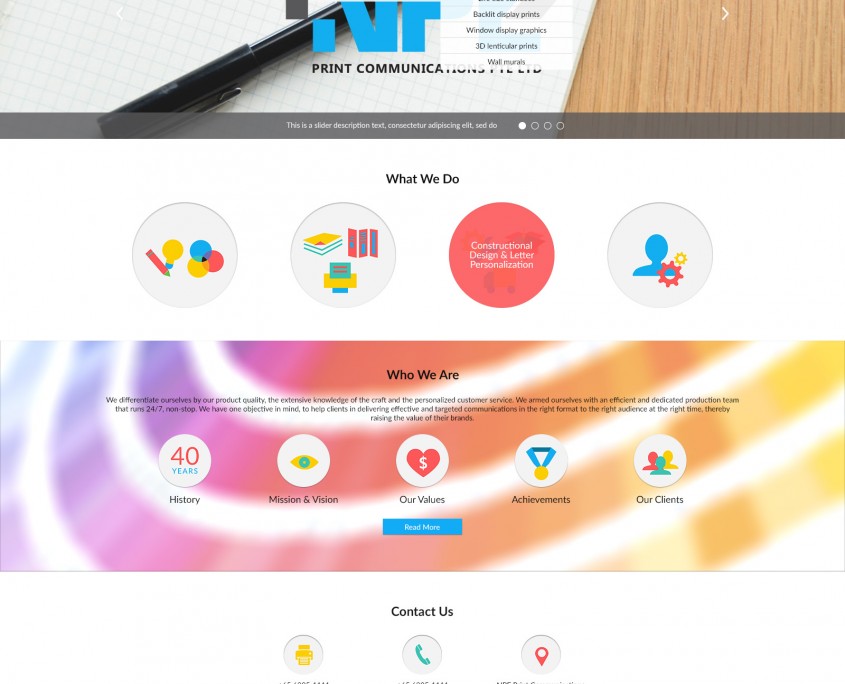 Backlit display prints
Window display graphics
3D lenticular prints
Wall murals
PRINT COMMUNICATIONS PTE LTD
This is a slider description text, consectetur adipiscing elit, sed do
What We Do
Constructional
Design & Letter
Personalization
Who We Are
We differentiate ourselves by our product quality, the extensive knowledge of the craft and the personalized customer service. We armed ourselves with an efficient and dedicated production team
that runs 24/7, non-stop. We have one objective in mind, to help clients in delivering effective and targeted communications in the right format to the right audience at the right time, thereby
raising the value of their brands.
40
YEARS
$
History
Mission & Vision
Our Values
Achievements
Our Clients
Read More
Contact Us